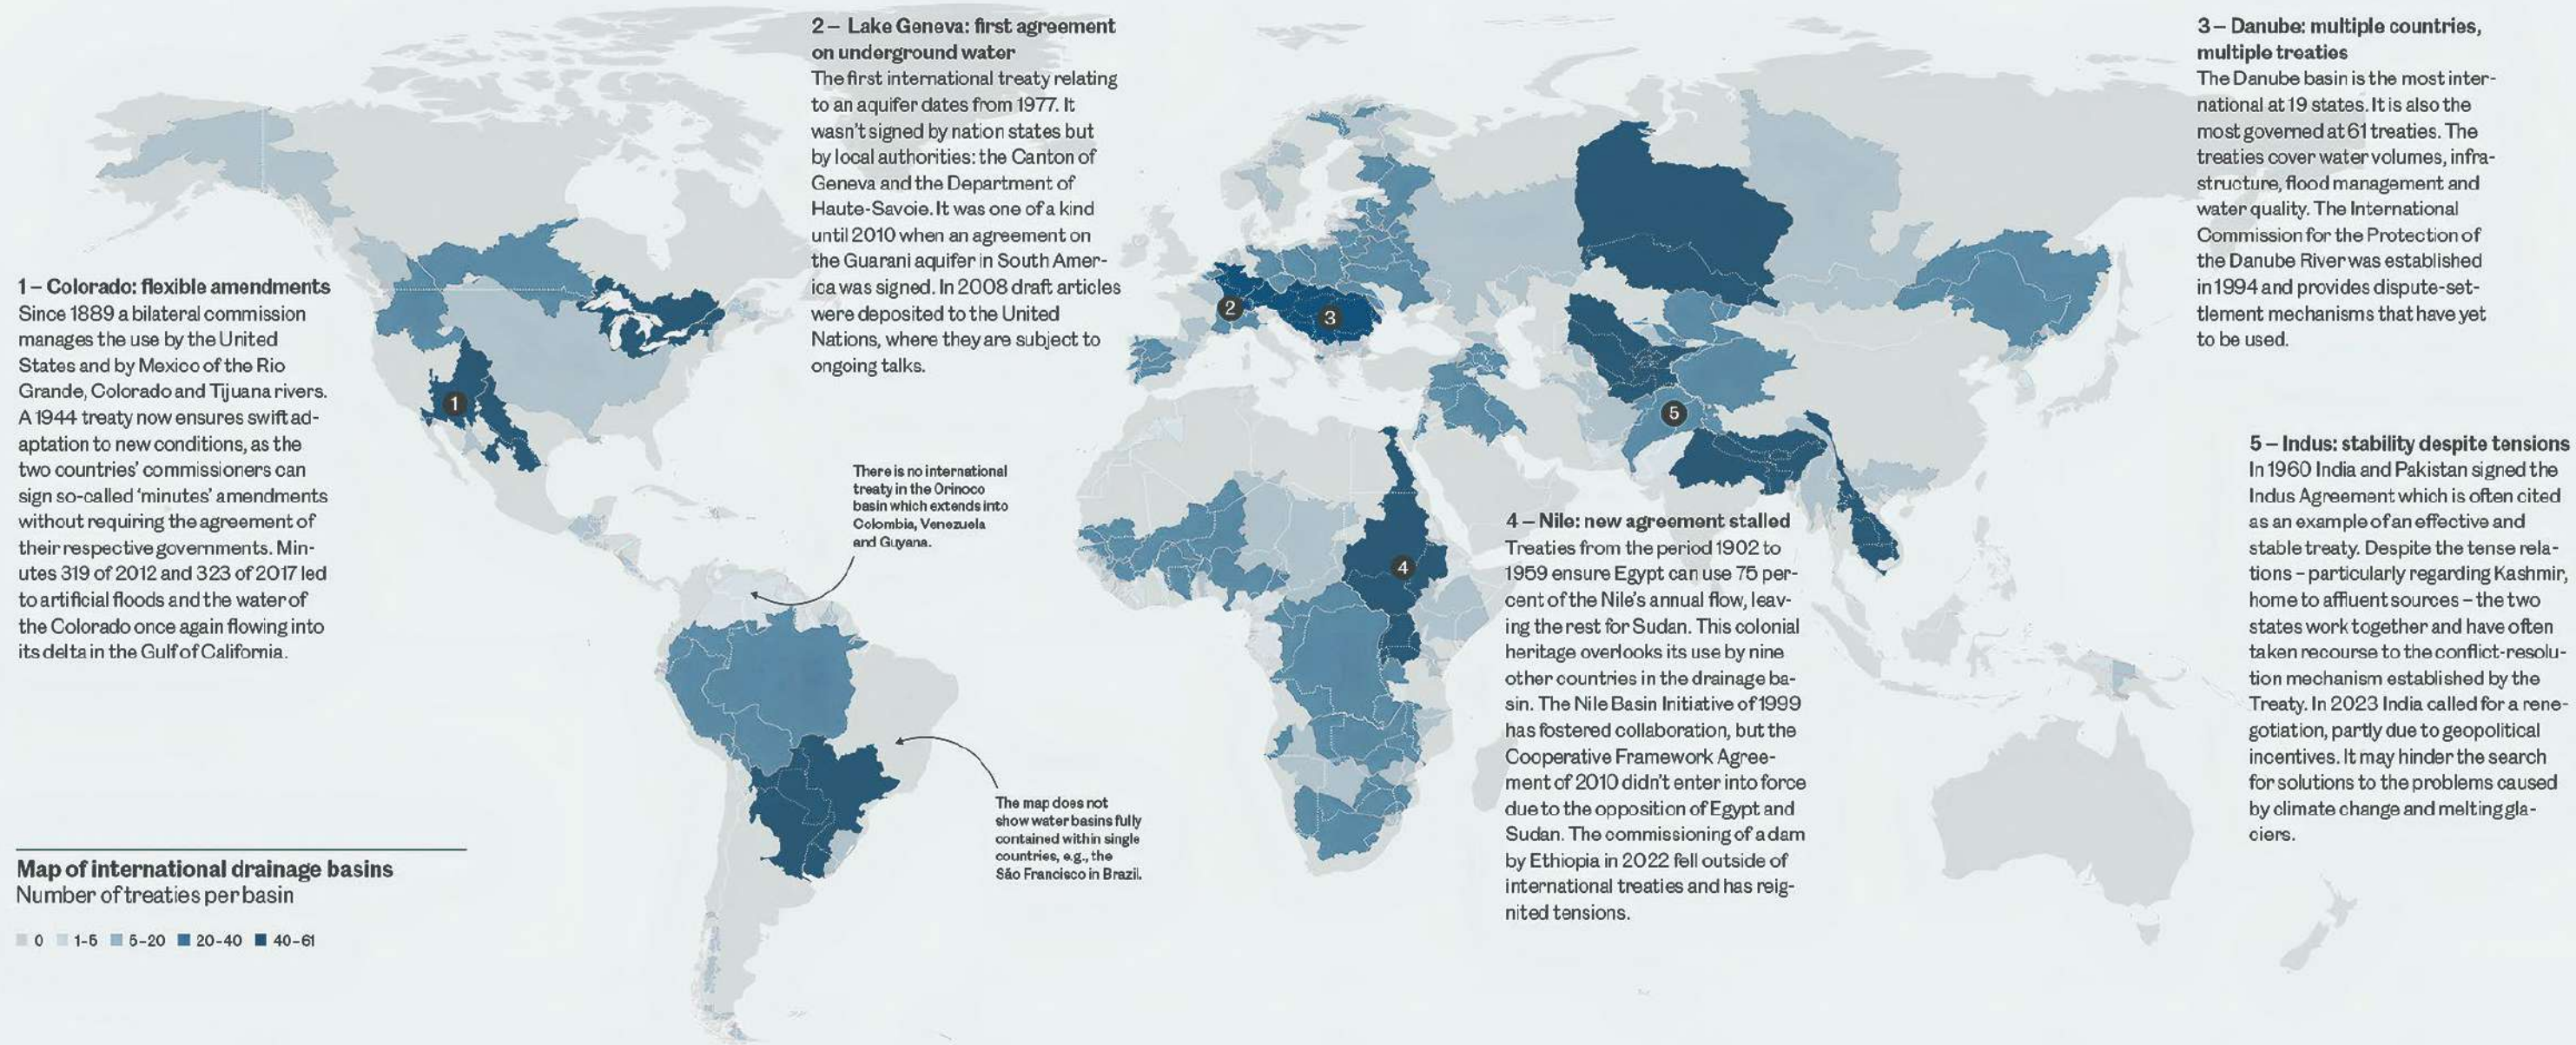 1 – Colorado: flexible amendments
Since 1889 a bilateral commission
manages the use by the United
States and by Mexico of the Rio
Grande, Colorado and Tijuana rivers.
A 1944 treaty now ensures swift ad-
aptation to new conditions, as the
two countries' commissioners can
sign so-called 'minutes' amendments
without requiring the agreement of
their respective governments. Min-
utes 319 of 2012 and 323 of 2017 led
to artificial floods and the water of
the Colorado once again flowing into
its delta in the Gulf of California.
2 – Lake Geneva: first agreement
on underground water
The first international treaty relating
to an aquifer dates from 1977. It
wasn't signed by nation states but
by local authorities: the Canton of
Geneva and the Department of
Haute-Savoie. It was one of a kind
until 2010 when an agreement on
the Guarani aquifer in South Amer-
ica was signed. In 2008 draft articles
were deposited to the United
Nations, where they are subject to
ongoing talks.
3 – Danube: multiple countries,
multiple treaties
The Danube basin is the most inter-
national at 19 states. It is also the
most governed at 61 treaties. The
treaties cover water volumes, infra-
structure, flood management and
water quality. The International
Commission for the Protection of
the Danube River was established
in 1994 and provides dispute-set-
tlement mechanisms that have yet
to be used.
4 – Nile: new agreement stalled
Treaties from the period 1902 to
1959 ensure Egypt can use 75 per-
cent of the Nile's annual flow, leav-
ing the rest for Sudan. This colonial
heritage overlooks its use by nine
other countries in the drainage ba-
sin. The Nile Basin Initiative of 1999
has fostered collaboration, but the
Cooperative Framework Agree-
ment of 2010 didn't enter into force
due to the opposition of Egypt and
Sudan. The commissioning of a dam
by Ethiopia in 2022 fell outside of
international treaties and has reig-
nited tensions.
5 – Indus: stability despite tensions
In 1960 India and Pakistan signed the
Indus Agreement which is often cited
as an example of an effective and
stable treaty. Despite the tense rela-
tions – particularly regarding Kashmir,
home to affluent sources – the two
states work together and have often
taken recourse to the conflict-resolu-
tion mechanism established by the
Treaty. In 2023 India called for a rene-
gotiation, partly due to geopolitical
incentives. It may hinder the search
for solutions to the problems caused
by climate change and melting gla-
ciers.
There is no international
treaty in the Orinoco
basin which extends into
Colombia, Venezuela
and Guyana.
The map does not
show water basins fully
contained within single
countries, e.g., the
São Francisco in Brazil.
1
2
3
4
5
Map of international drainage basins
Number of treaties per basin
0 1-5 5-20 20-40 40-61